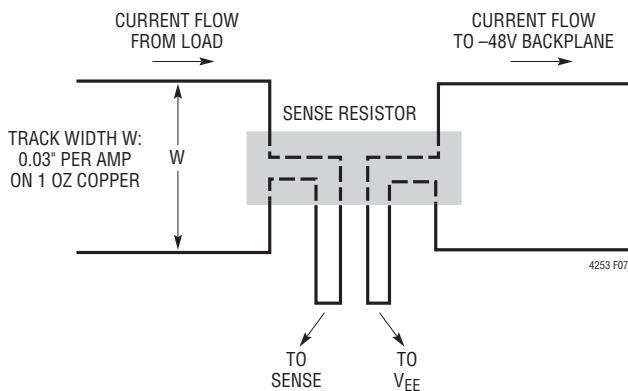 CURRENT FLOW
FROM LOAD
CURRENT FLOW
TO –48V BACKPLANE
SENSE RESISTOR
TRACK WIDTH W:
0.03" PER AMP
ON 1 OZ COPPER
W
4253 F07
TO
SENSE
TO
VEE